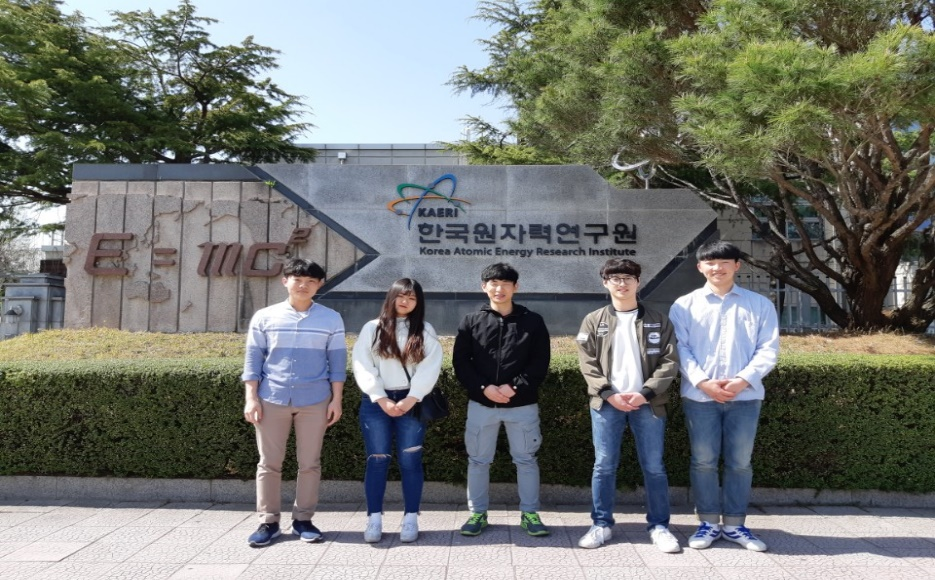 E=mc²
KAERI
한국원자력연구원
Korea Atomic Energy Research Institute